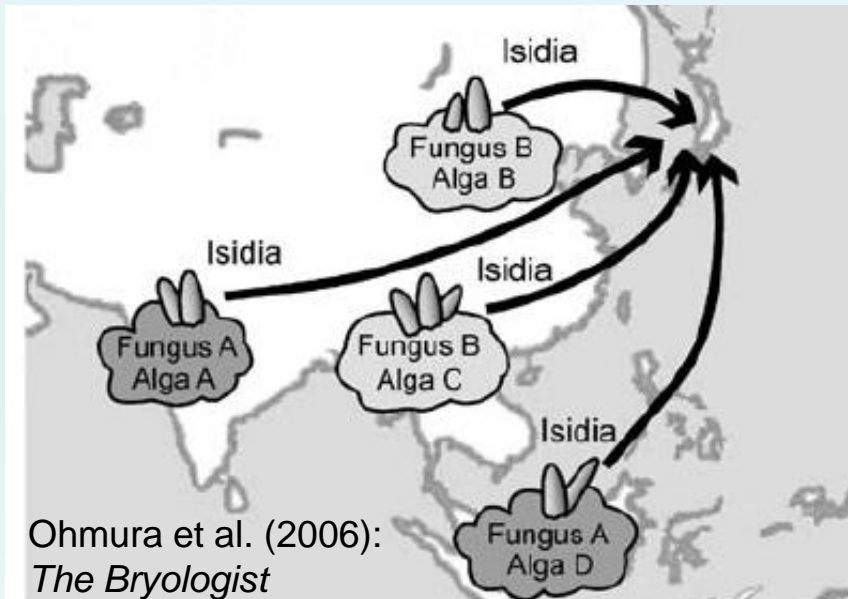 Isidia
Fungus B
Alga B
Isidia
Isidia
Fungus A
Alga A
Fungus B
Alga C
Isidia
Fungus A
Alga D
Ohmura et al. (2006):
The Bryologist